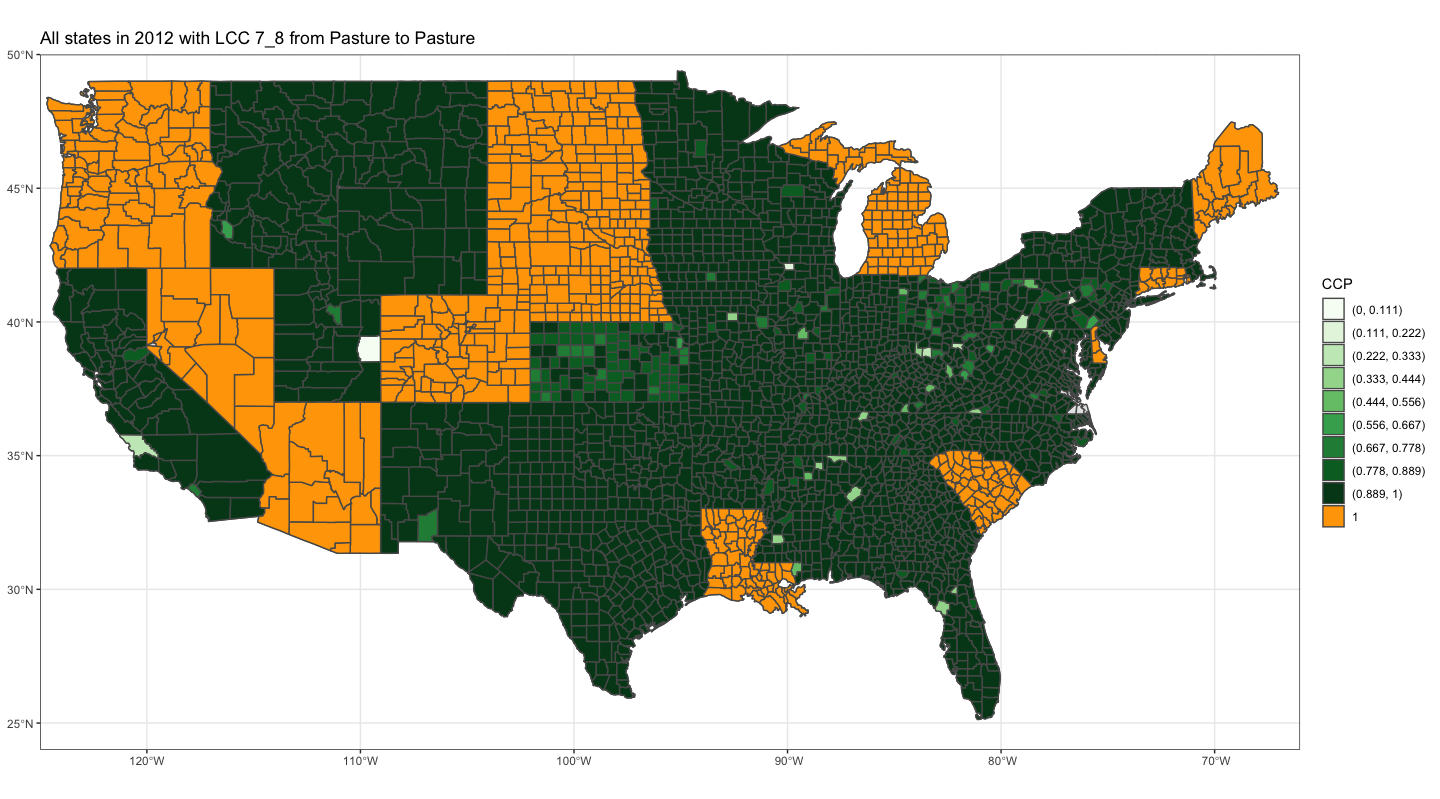 All states in 2012 with LCC 7_8 from Pasture to Pasture
50°N
45°N
40°N
35°N
30°N
25°N
120°W
110°W
100°W
90°W
80°W
70°W
CCP
(0, 0.111)
(0.111, 0.222)
(0.222, 0.333)
(0.333, 0.444)
(0.444, 0.556)
(0.556, 0.667)
(0.667, 0.778)
(0.778, 0.889)
(0.889, 1)
1